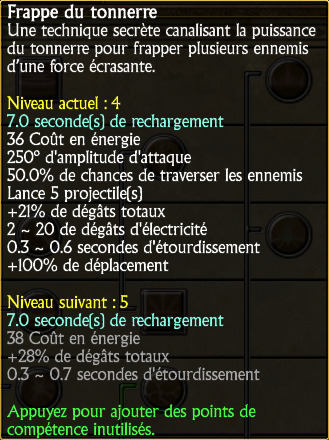 Frappe du tonnerre
Une technique secrète canalisant la puissance
du tonnerre pour frapper plusieurs ennemis
d'une force écrasante.
Niveau actuel : 4
7.0 seconde(s) de rechargement
36 Coût en énergie
250° d'amplitude d'attaque
50.0% de chances de traverser les ennemis
Lance 5 projectile(s)
+21% de dégâts totaux
2 ~ 20 de dégâts d'électricité
0.3 ~ 0.6 secondes d'étourdissement
+100% de déplacement
Niveau suivant : 5
7.0 seconde(s) de rechargement
38 Coût en énergie
+28% de dégâts totaux
0.3 ~ 0.7 secondes d'étourdissement
Appuyez pour ajouter des points de
compétence inutilisés.